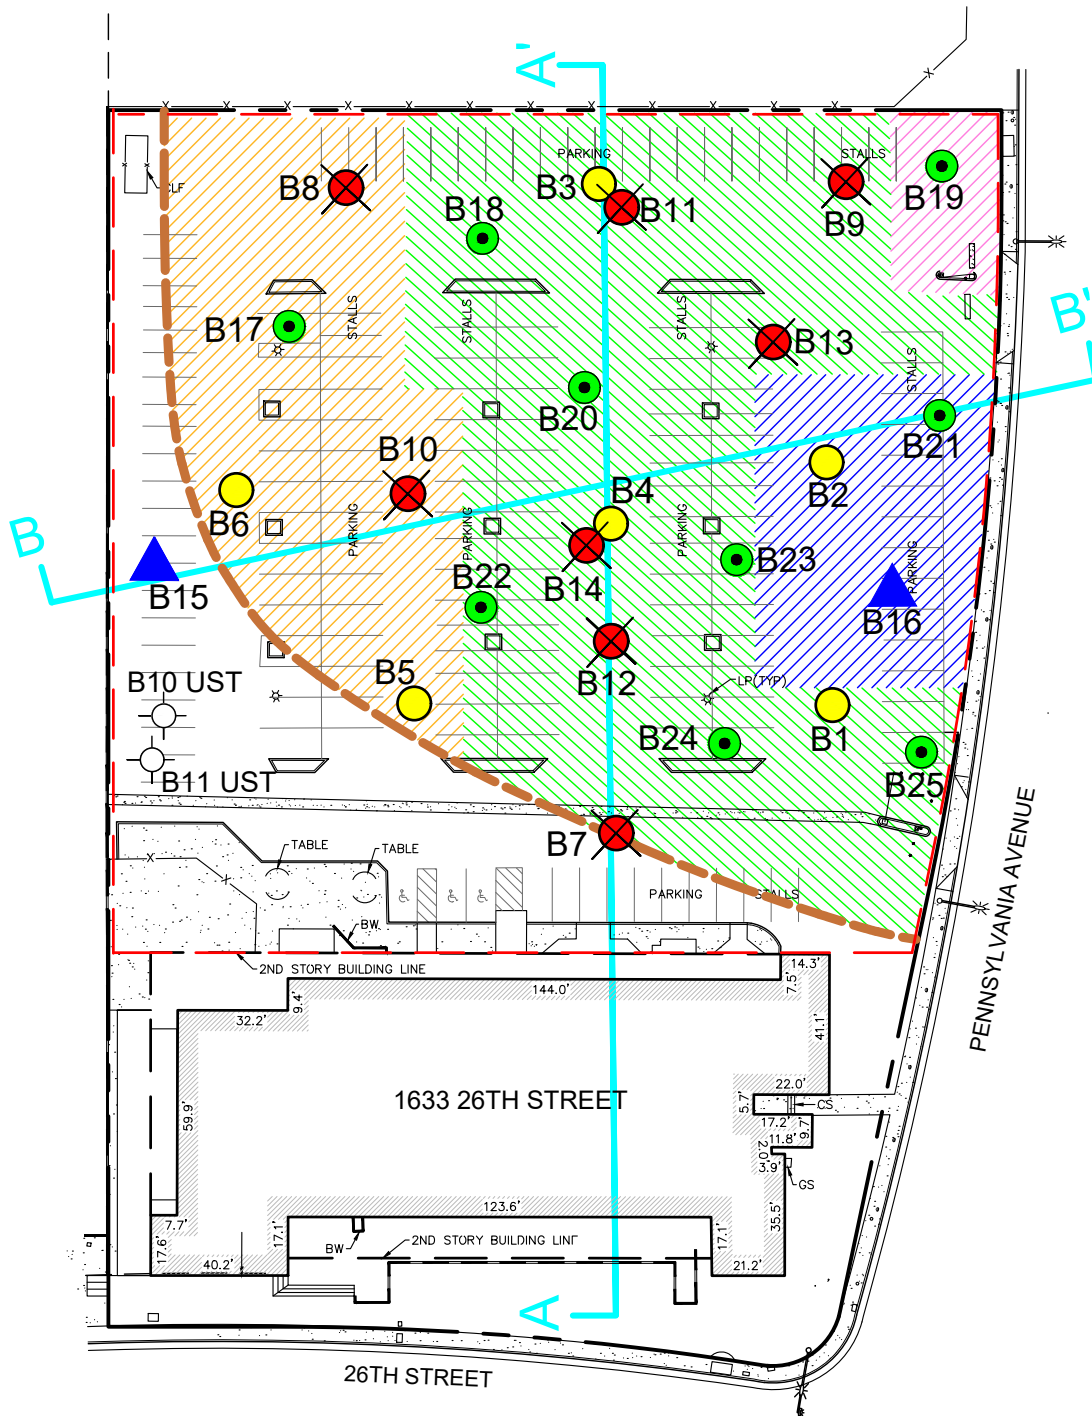 A'
X X X X X X X X X X X X
X
PARKING
STALLS
CLF
B8
B3
B11
B9
B19
B18
B17
STALLS
STALLS
STALLS
B13
B'
STALLS
B20
B21
B10
B4
B2
B6
B
PARKING
PARKING
PARKING
B23
PARKING
B14
B22
B15
B16
B12
B10 UST
B5
LP(TYP)
B1
B24
B25
B11 UST
B7
TABLE
TABLE
X
X
BW
PARKING
STALLS
PENNSYLVANIA AVENUE
2ND STORY BUILDING LINE
14.3'
7.5'
144.0'
9.4'
32.2'
41.1'
59.9'
1633 26TH STREET
22.0'
5.7'
CS
17.2'
9.7'
11.8'
2.0'
3.9'
GS
35.5'
123.6'
7.7'
17.1'
17.6'
BW
2ND STORY BUILDING LINE
17.1'
40.2'
21.2'
A
26TH STREET